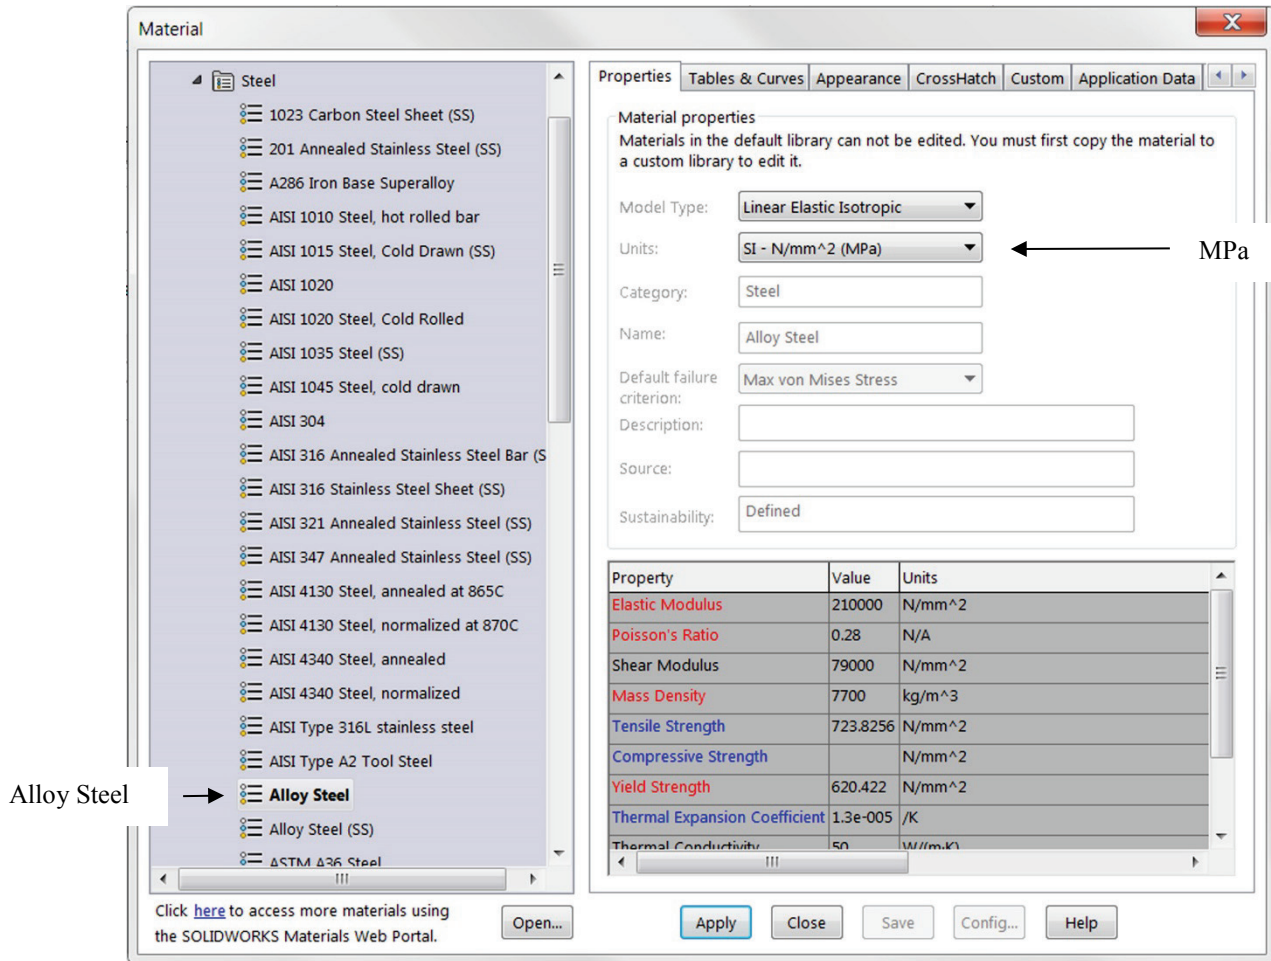 Material
Steel
1023 Carbon Steel Sheet (SS)
201 Annealed Stainless Steel (SS)
A286 Iron Base Superalloy
AISI 1010 Steel, hot rolled bar
AISI 1015 Steel, Cold Drawn (SS)
AISI 1020
AISI 1020 Steel, Cold Rolled
AISI 1035 Steel (SS)
AISI 1045 Steel, cold drawn
AISI 304
AISI 316 Annealed Stainless Steel Bar (S
AISI 316 Stainless Steel Sheet (SS)
AISI 321 Annealed Stainless Steel (SS)
AISI 347 Annealed Stainless Steel (SS)
AISI 4130 Steel, annealed at 865C
AISI 4130 Steel, normalized at 870C
AISI 4340 Steel, annealed
AISI 4340 Steel, normalized
AISI Type 316L stainless steel
AISI Type A2 Tool Steel
Alloy Steel
Alloy Steel
Alloy Steel (SS)
ASTM A36 Steel
Click here to access more materials using
the SOLIDWORKS Materials Web Portal.
Open...
Properties Tables & Curves Appearance CrossHatch Custom Application Data
Material properties
Materials in the default library can not be edited. You must first copy the material to
a custom library to edit it.
Model Type: Linear Elastic Isotropic
Units: SI - N/mm^2 (MPa)
MPa
Category: Steel
Name: Alloy Steel
Default failure
criterion:
Max von Mises Stress
Description:
Source:
Sustainability: Defined
Property Value Units
Elastic Modulus 210000 N/mm^2
Poisson's Ratio 0.28 N/A
Shear Modulus 79000 N/mm^2
Mass Density 7700 kg/m^3
Tensile Strength 723.8256 N/mm^2
Compressive Strength N/mm^2
Yield Strength 620.422 N/mm^2
Thermal Expansion Coefficient 1.3e-005 /K
Thermal Conductivity 50 W/(m·K)
Apply Close Save Config... Help